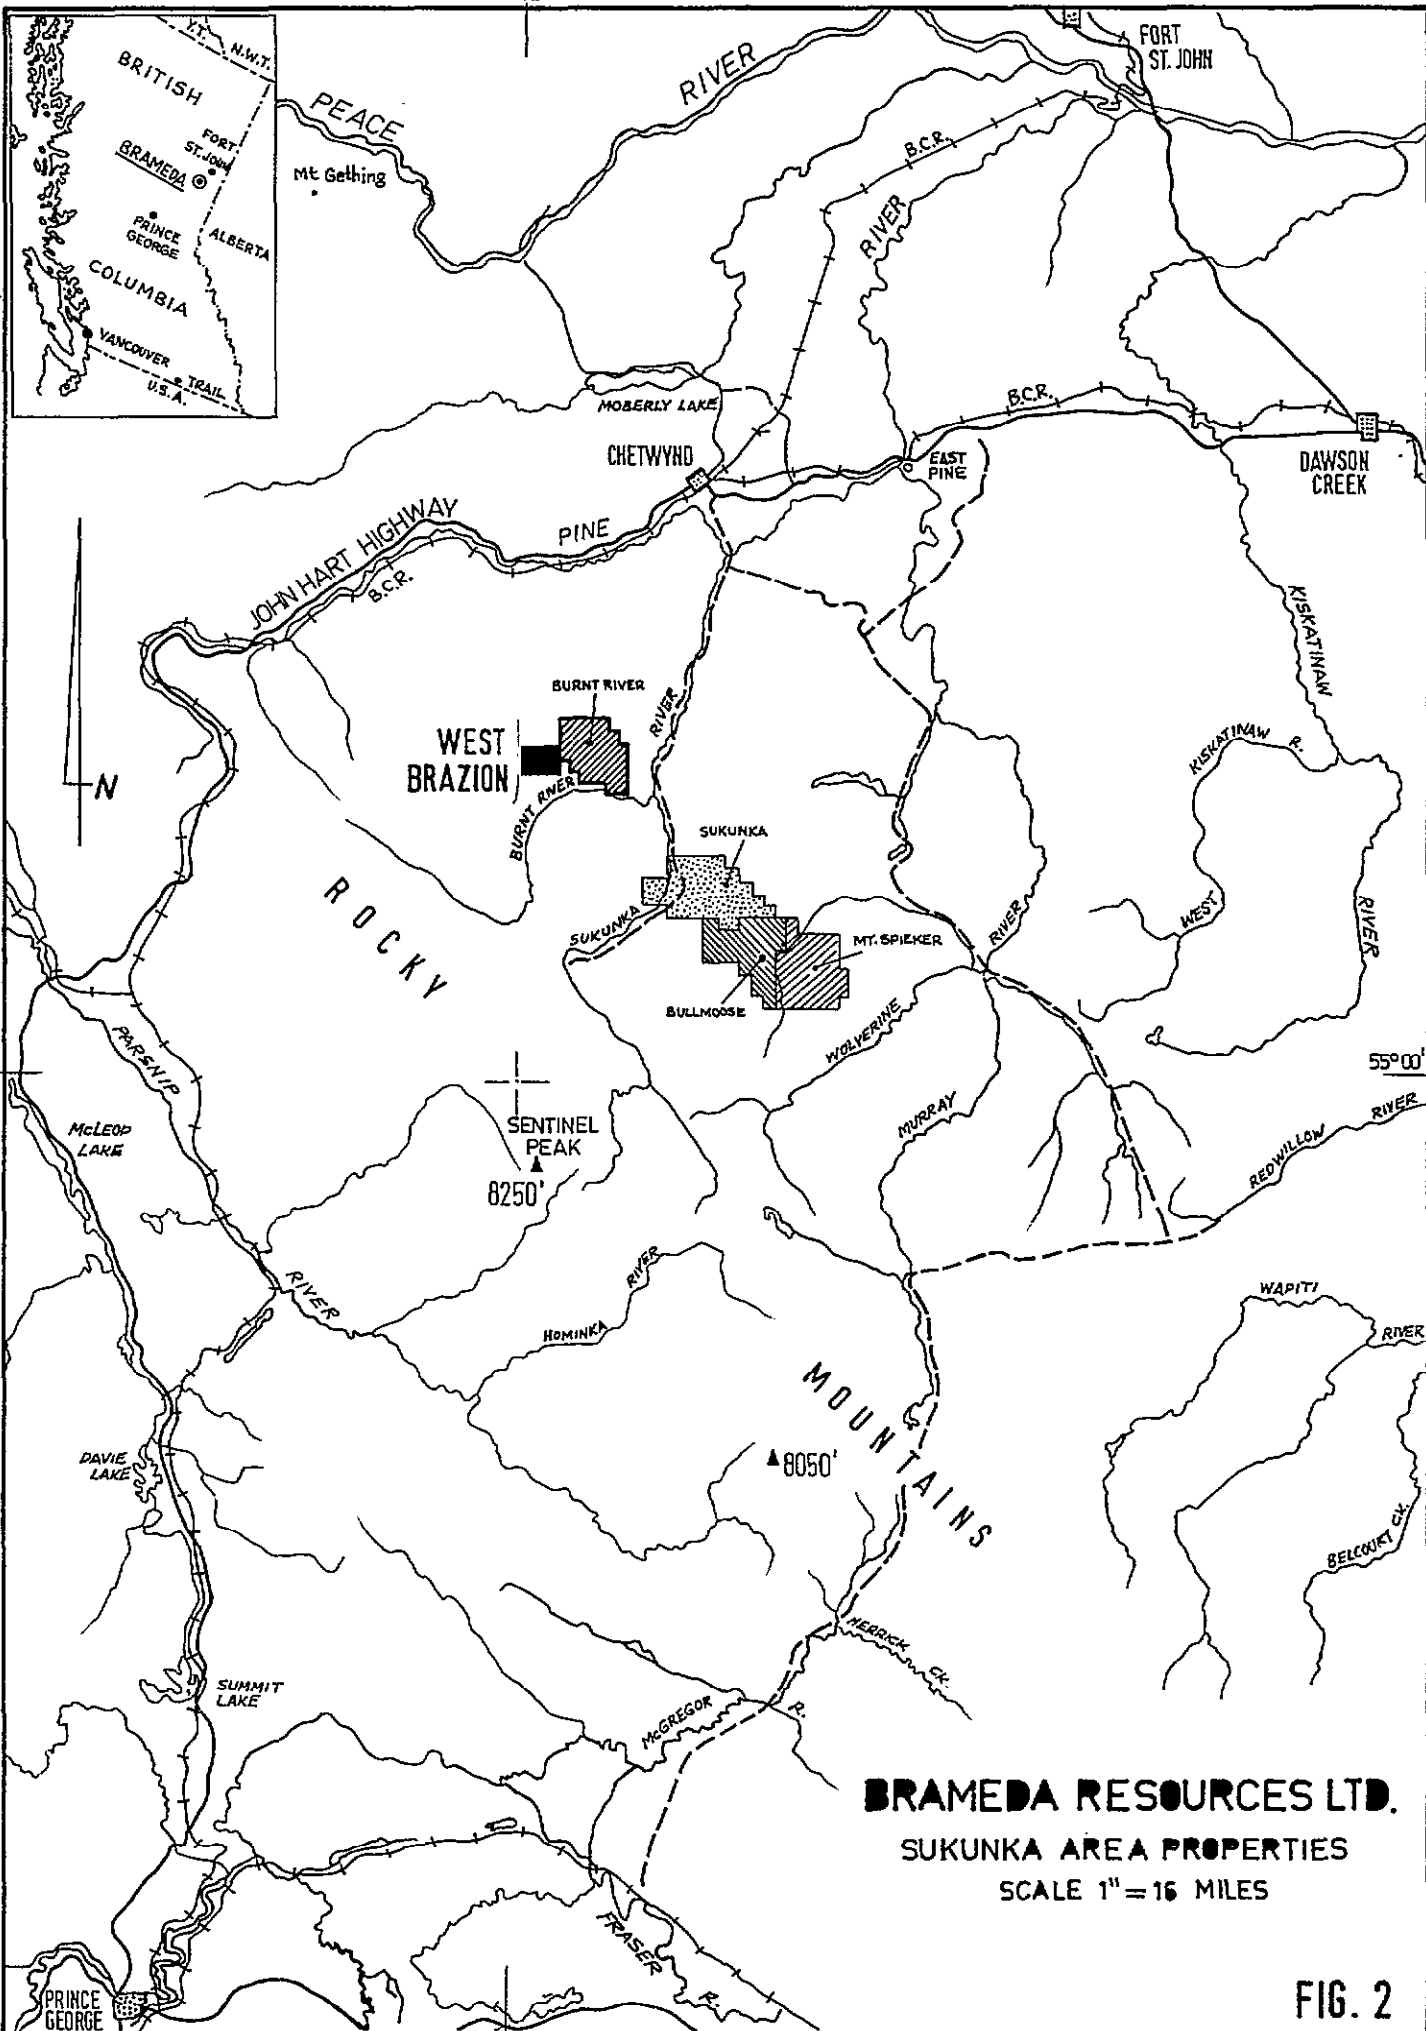 Y.T.
N.W.T.
BRITISH
FORT
ST. JOHN
BRAMEDA
PRINCE
GEORGE
ALBERTA
COLUMBIA
VANCOUVER
TRAIL
U.S.A.
PEACE
RIVER
Mt Gething
FORT
ST. JOHN
B.C.R.
RIVER
MOBERLY LAKE
B.C.R.
CHETWYND
EAST
PINE
DAWSON
CREEK
JOHN HART HIGHWAY
PINE
B.C.R.
KISKATINAW
RIVER
BURNT RIVER
WEST
BRAZION
RIVER
KISKATINAW R.
N
BURNT RIVER
SUKUNKA
ROCKY
SUKUNKA
RIVER
WEST
RIVER
MT. SPIEKER
BULLMOOSE
WOLVERINE
PARSNIP
55°00'
McLEOD
LAKE
SENTINEL
PEAK
8250'
MURRAY
REDWILLOW
RIVER
RIVER
RIVER
WAPITI
HOMINKA
RIVER
MOUNTAINS
DAVIE
LAKE
8050'
BELCOURT CK.
HERRICK
CK.
SUMMIT
LAKE
McGREGOR
R.
BRAMEDA RESOURCES LTD.
SUKUNKA AREA PROPERTIES
SCALE 1" = 16 MILES
FRASER
R.
PRINCE
GEORGE
FIG. 2